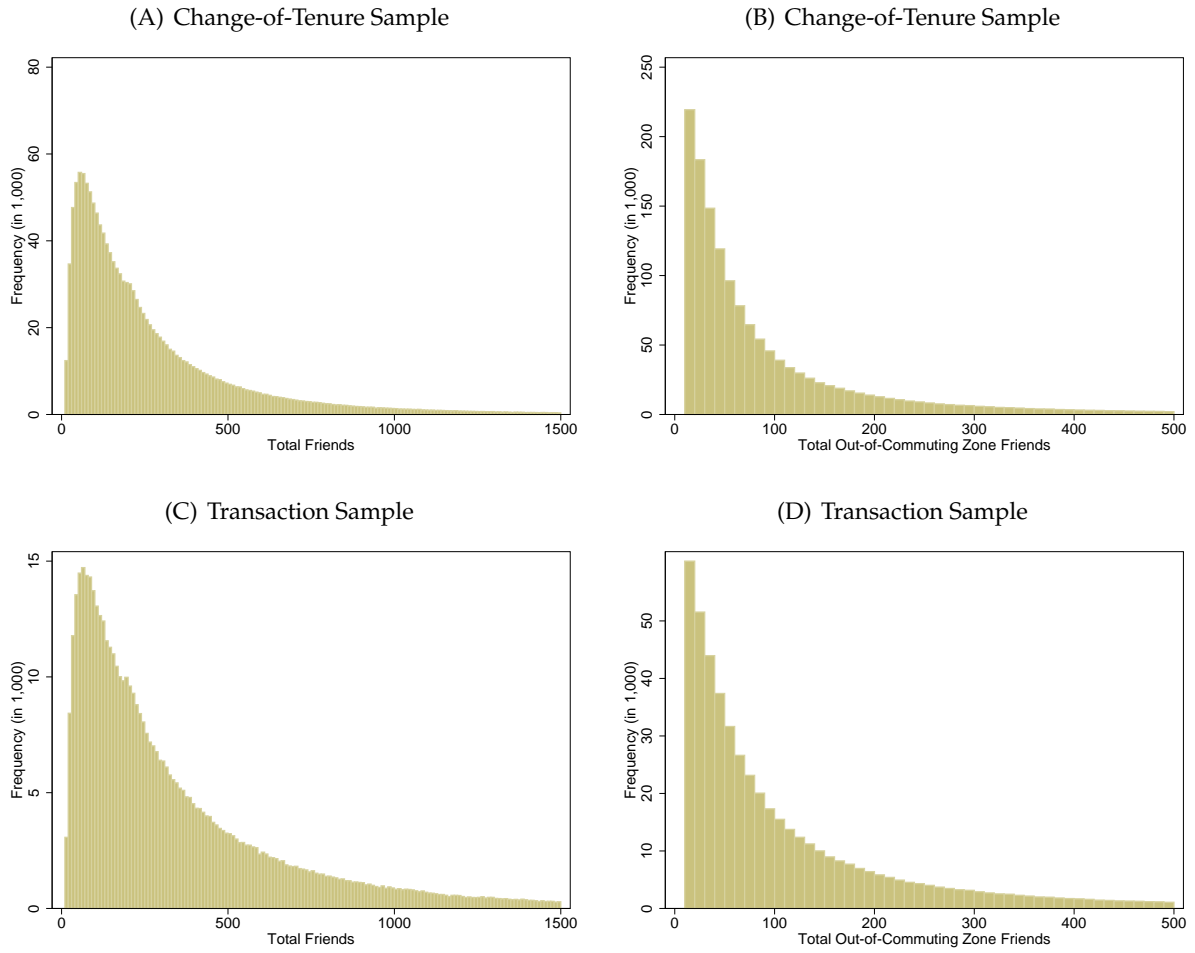 (A) Change-of-Tenure Sample
Frequency (in 1,000)
80
60
40
20
0
0 500 1000 1500
Total Friends
(B) Change-of-Tenure Sample
Frequency (in 1,000)
250
200
150
100
50
0
0 100 200 300 400 500
Total Out-of-Commuting Zone Friends
(C) Transaction Sample
Frequency (in 1,000)
15
10
5
0
0 500 1000 1500
Total Friends
(D) Transaction Sample
Frequency (in 1,000)
50
40
30
20
10
0
0 100 200 300 400 500
Total Out-of-Commuting Zone Friends